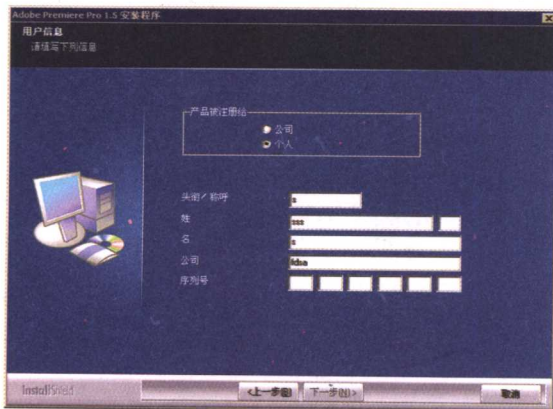 Adobe Premiere Pro 1.5 安装程序
用户信息
请填写下列信息
产品被注册给
公司
个人
头衔/称呼
s
姓
sss
名
s
公司
fdsa
序列号
InstallShield
<上一步(B)
下一步(N)>
取消